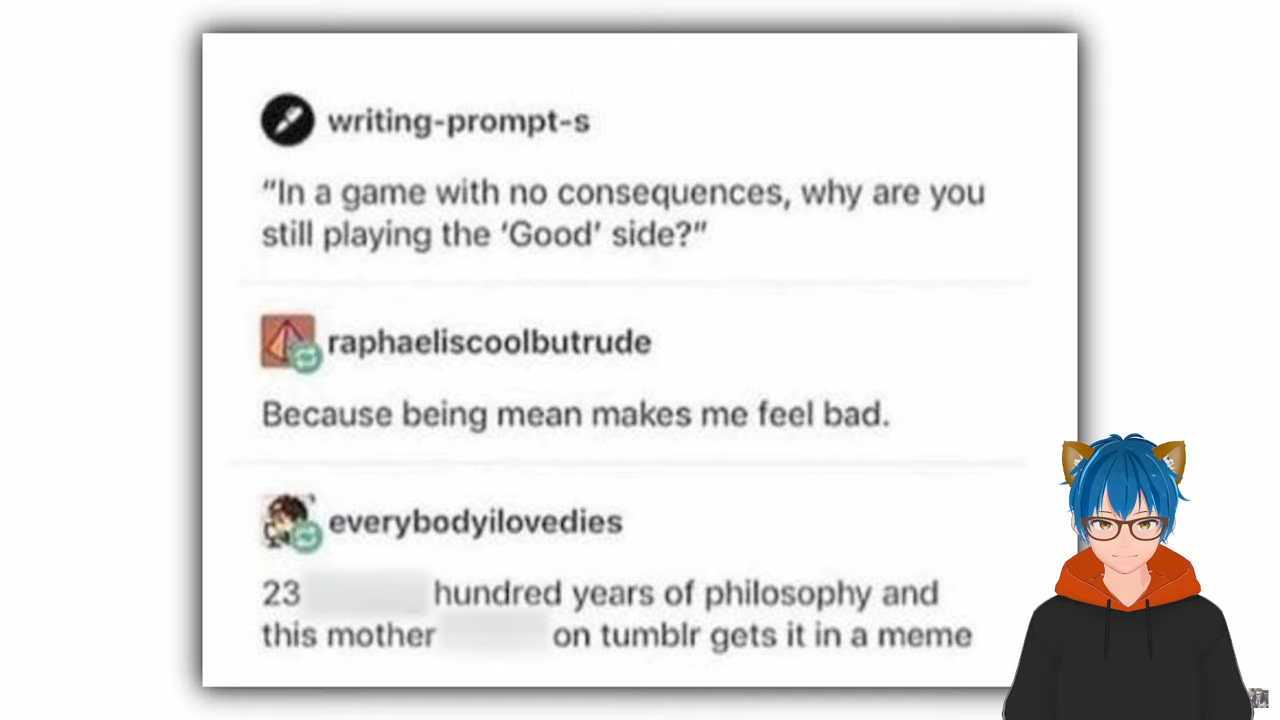 writing-prompt-s
“In a game with no consequences, why are you
still playing the ‘Good’ side?”
raphaeliscoolbutrude
Because being mean makes me feel bad.
everybodyilovedies
23 hundred years of philosophy and
this mother on tumblr gets it in a meme